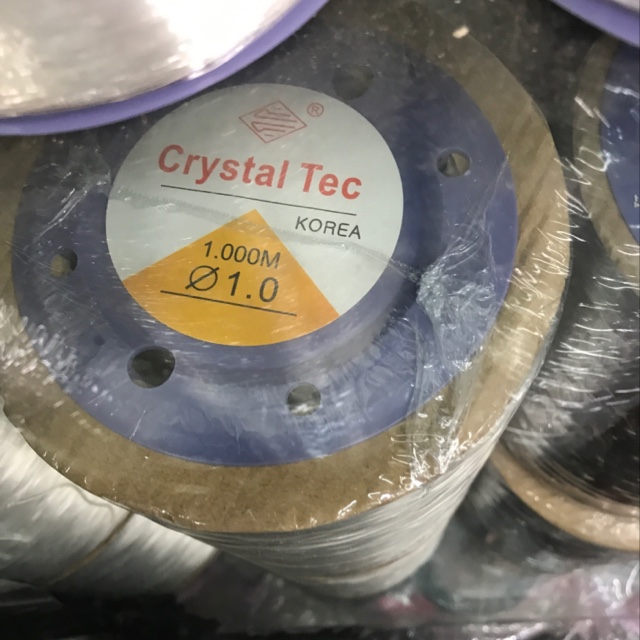 ®
Crystal Tec
KOREA
1.000M
Ø1.0